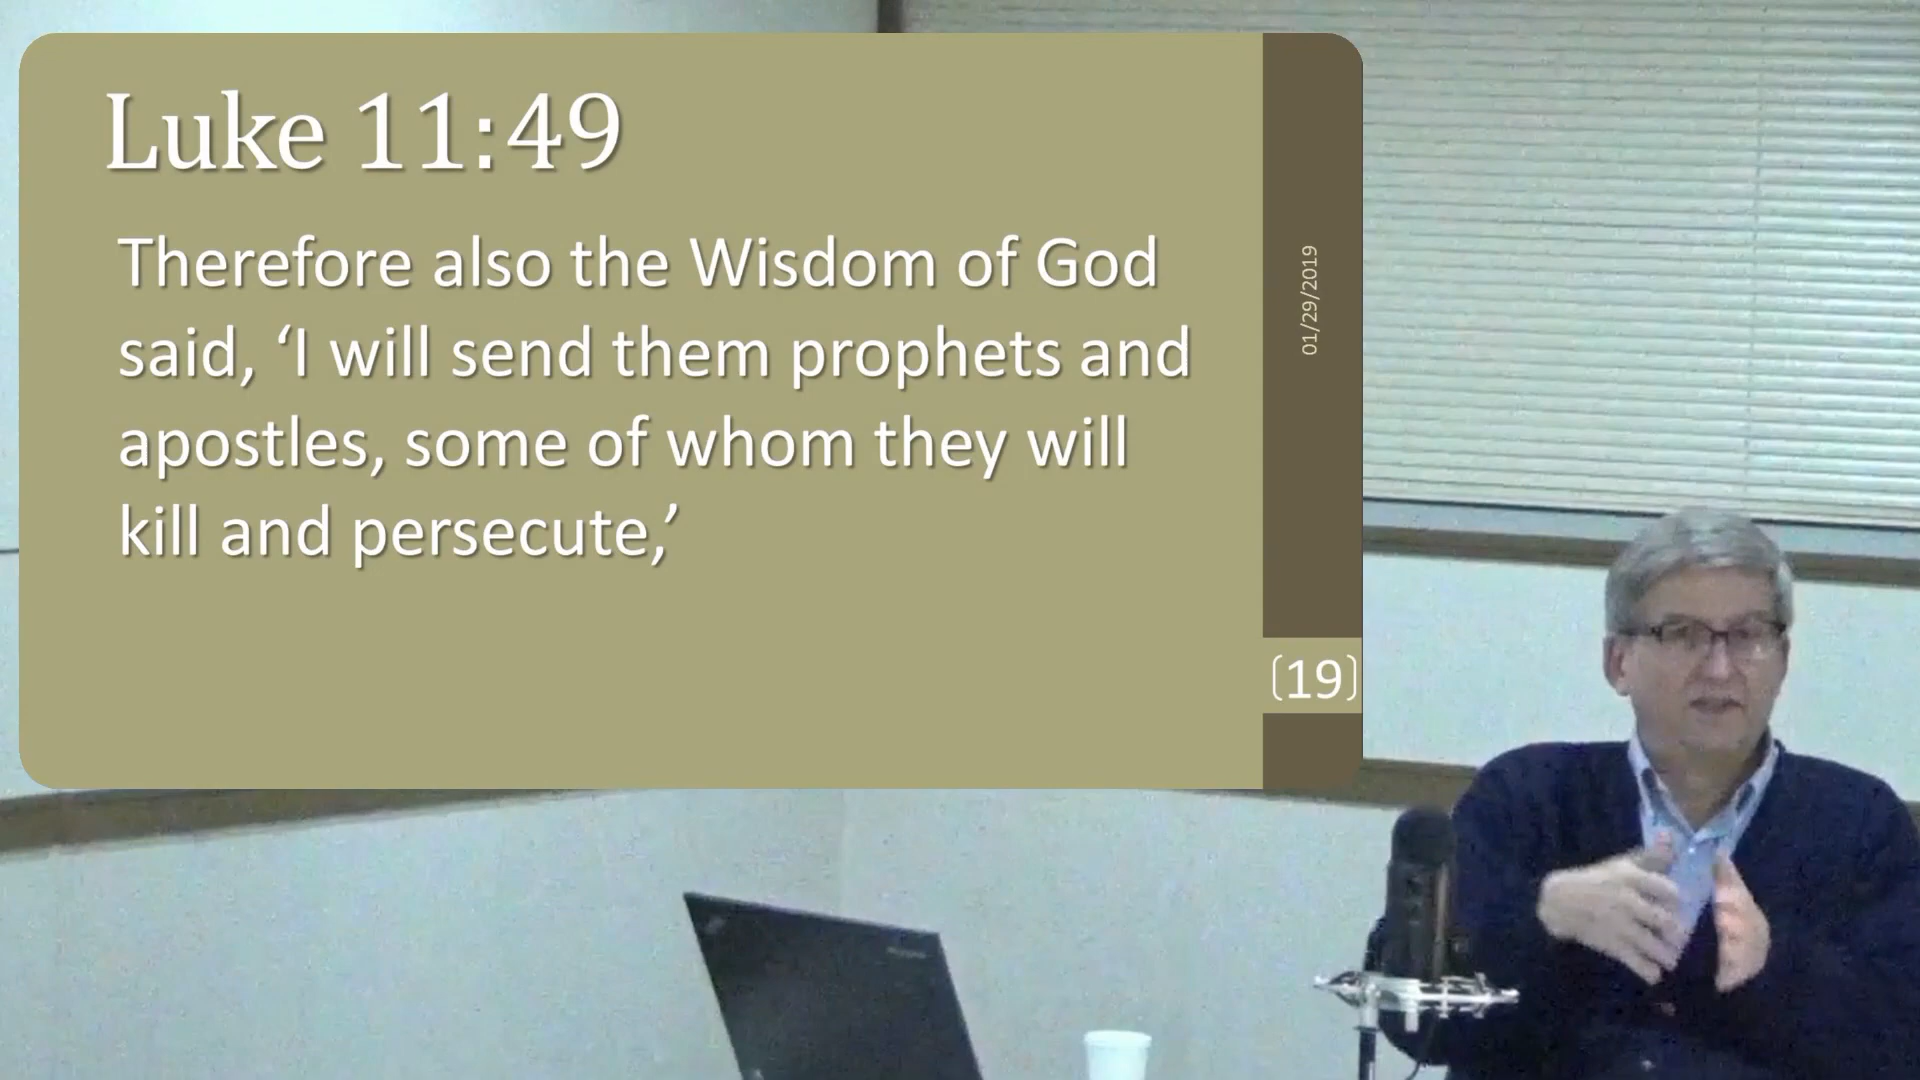 Luke 11:49
Therefore also the Wisdom of God
said, ‘I will send them prophets and
apostles, some of whom they will
kill and persecute,’
01/29/2019
19